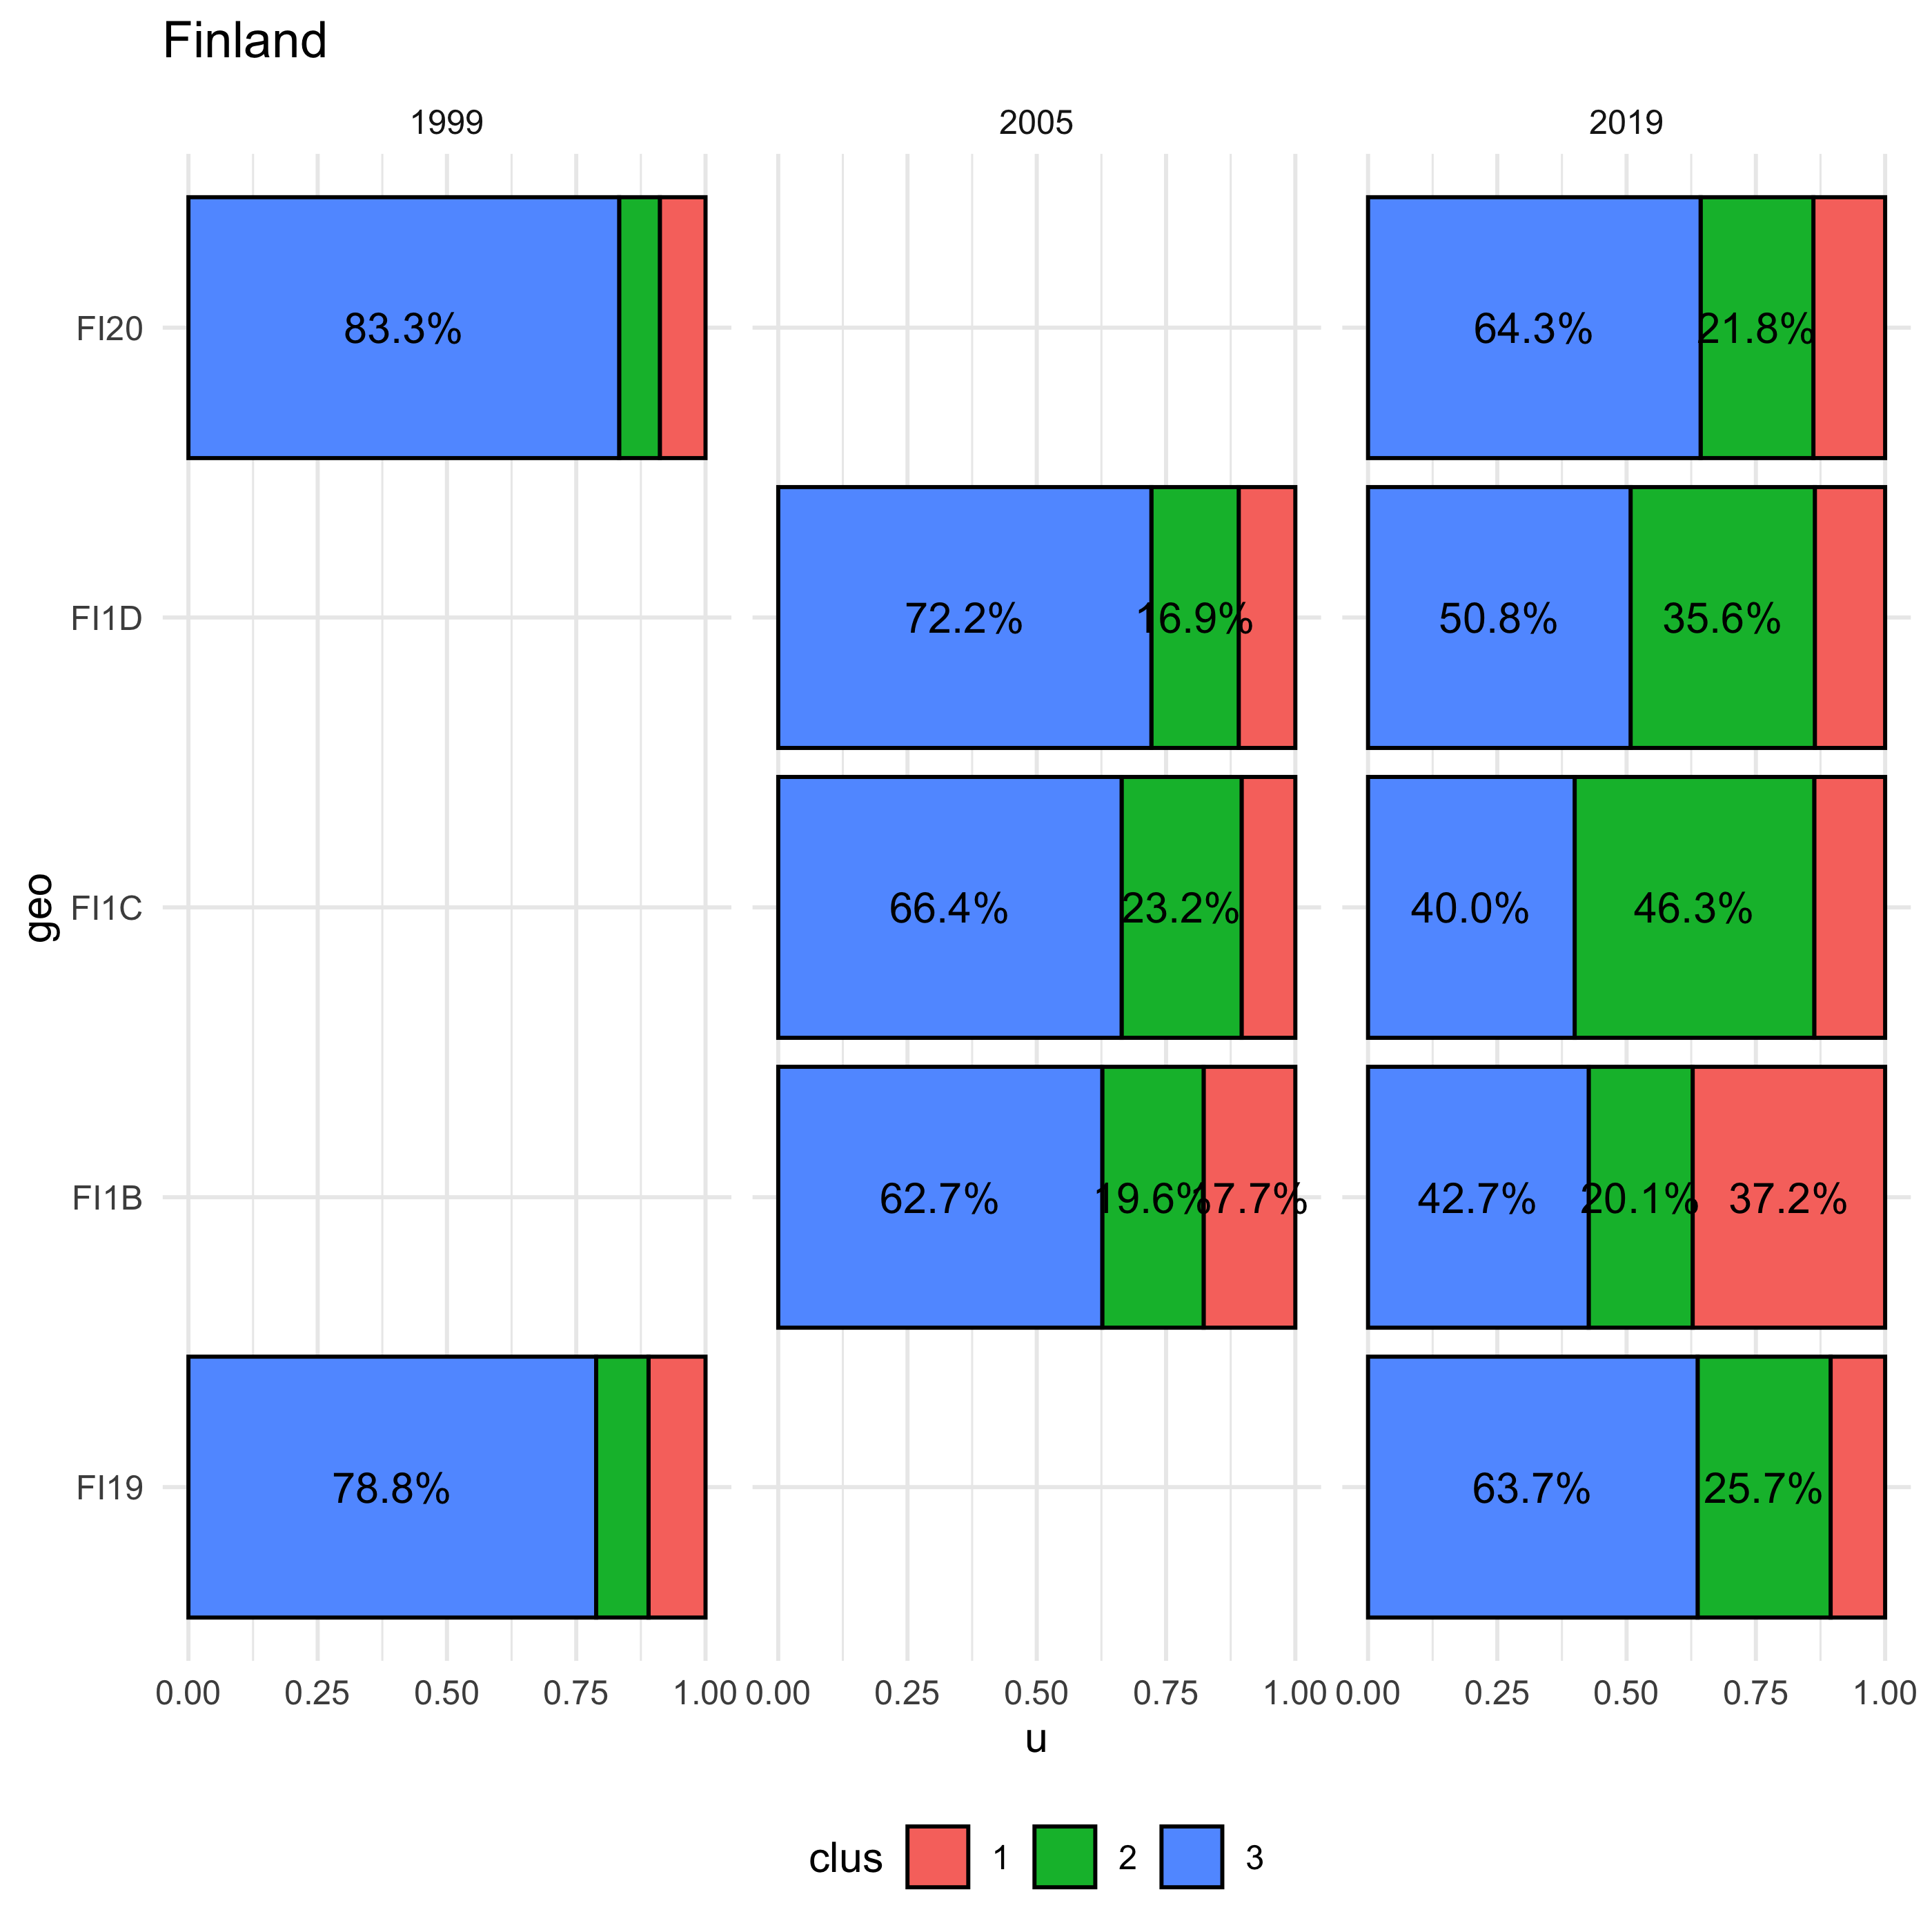 Finland
1999 2005 2019
FI20 83.3% 64.3% 21.8%
FI1D 72.2% 16.9% 50.8% 35.6%
geo
FI1C 66.4% 23.2% 40.0% 46.3%
FI1B 62.7% 19.6% 17.7% 42.7% 20.1% 37.2%
FI19 78.8% 63.7% 25.7%
0.00 0.25 0.50 0.75 1.00 0.00 0.25 0.50 0.75 1.00 0.00 0.25 0.50 0.75 1.00
u
clus 1 2 3